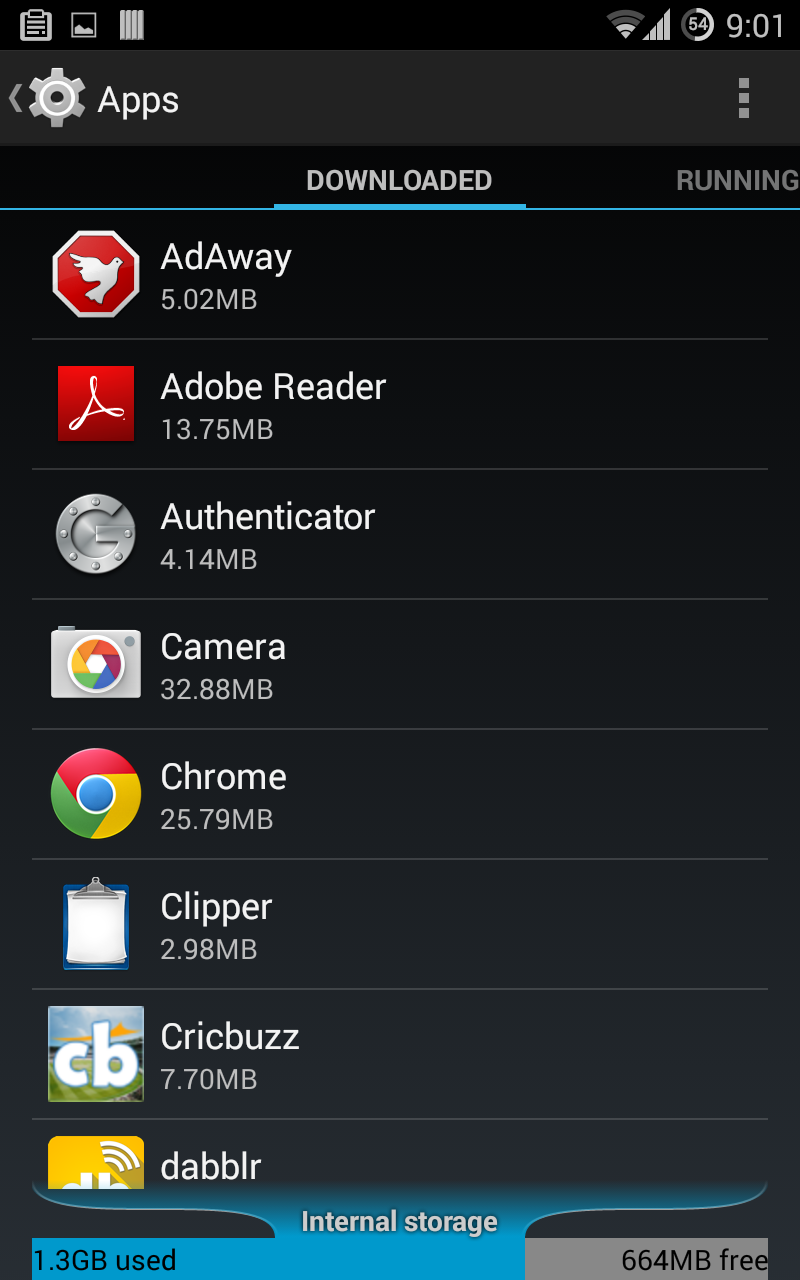 54 9:01
Apps
DOWNLOADED RUNNING
AdAway
5.02MB
Adobe Reader
13.75MB
Authenticator
4.14MB
Camera
32.88MB
Chrome
25.79MB
Clipper
2.98MB
cb
Cricbuzz
7.70MB
dabblr
Internal storage
1.3GB used 664MB free